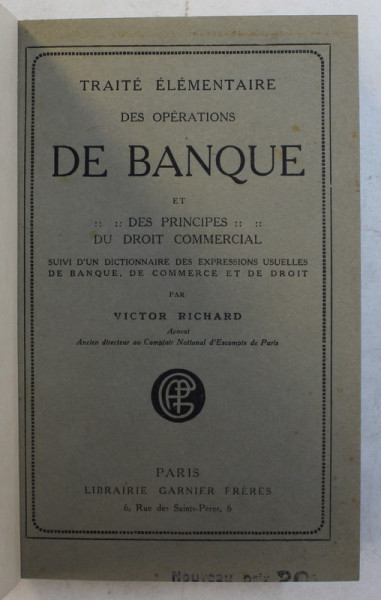 TRAITÉ ÉLÉMENTAIRE
DES OPÉRATIONS
DE BANQUE
ET
:: :: DES PRINCIPES :: ::
DU DROIT COMMERCIAL
SUIVI D'UN DICTIONNAIRE DES EXPRESSIONS USUELLES
DE BANQUE, DE COMMERCE ET DE DROIT
PAR
VICTOR RICHARD
Avocat
Ancien directeur au Comptoir National d'Escompte de Paris
PARIS
LIBRAIRIE GARNIER FRÈRES
6, Rue des Saints-Pères, 6
Nouveau prix